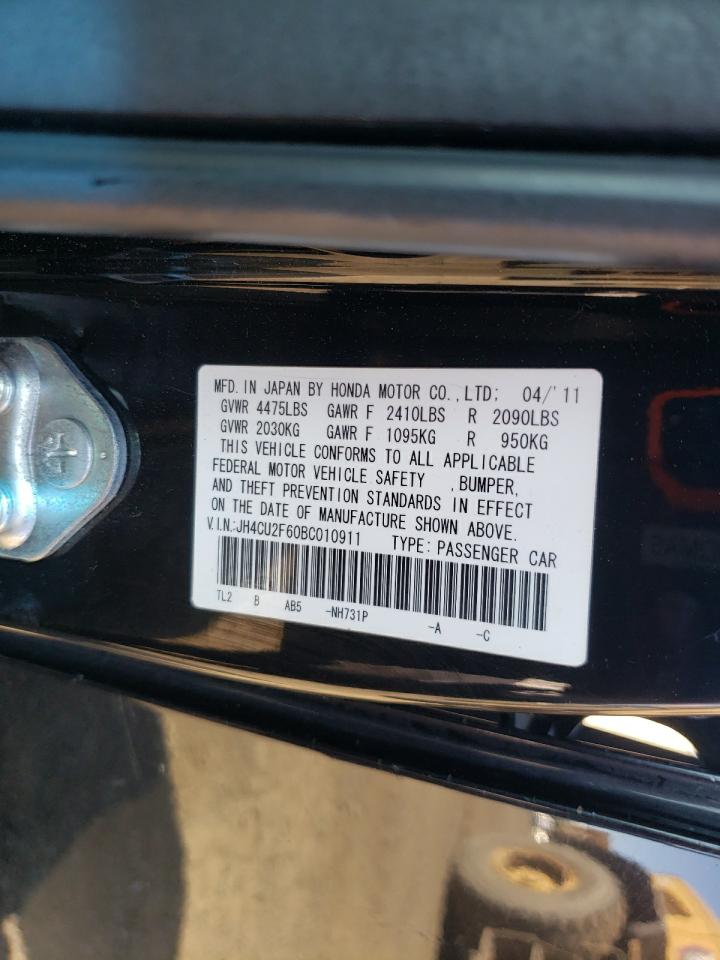 MFD. IN JAPAN BY HONDA MOTOR CO., LTD: 04/'11
GVWR 4475LBS GAWR F 2410LBS R 2090LBS
GVWR 2030KG GAWR F 1095KG R 950KG
THIS VEHICLE CONFORMS TO ALL APPLICABLE
FEDERAL MOTOR VEHICLE SAFETY ,BUMPER,
AND THEFT PREVENTION STANDARDS IN EFFECT
ON THE DATE OF MANUFACTURE SHOWN ABOVE.
V.I.N.:JH4CU2F60BC010911 TYPE: PASSENGER CAR
TL2 B AB5 -NH731P -A -C